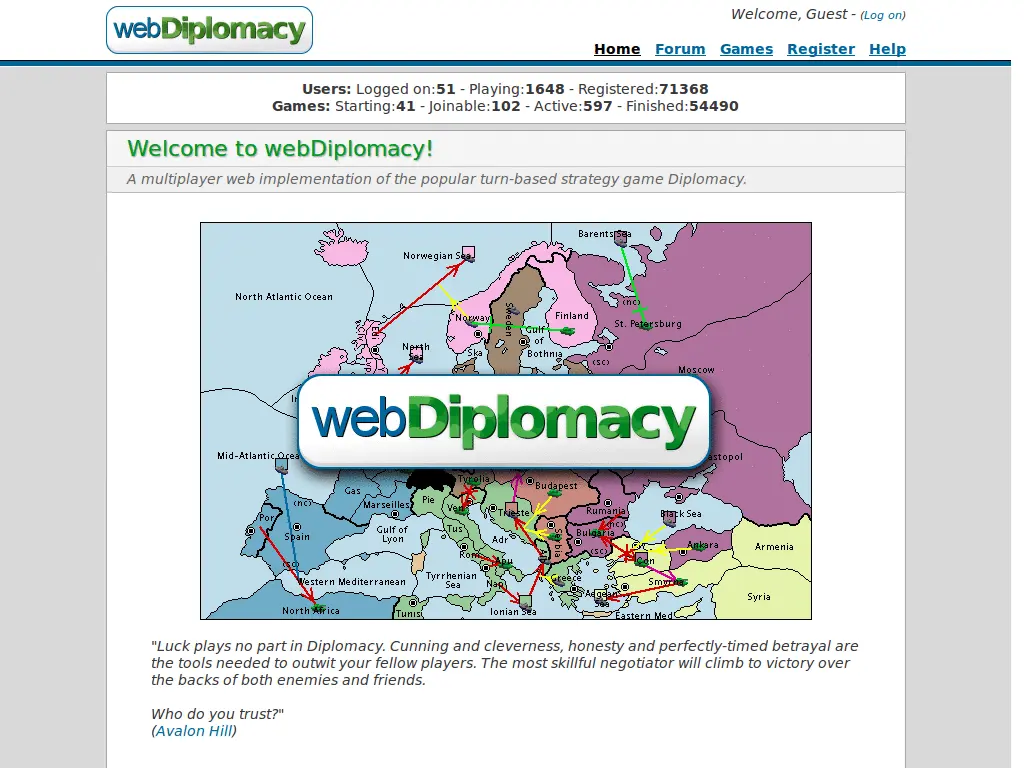 webDiplomacy
Welcome, Guest - (Log on)
Home Forum Games Register Help
Users: Logged on:51 - Playing:1648 - Registered:71368
Games: Starting:41 - Joinable:102 - Active:597 - Finished:54490
Welcome to webDiplomacy!
A multiplayer web implementation of the popular turn-based strategy game Diplomacy.
Barents Sea
Norwegian Sea
North Atlantic Ocean
(nc)
Norway
Sweden
Finland
St. Petersburg
Edi
Gulf of Bothnia
North Sea
Ska
(sc)
Moscow
webDiplomacy
Mid-Atlantic Ocea
astopol
Tyrolia
Budapest
Gas
(nc)
Marseilles
Pie
Ven
Trieste
Rumania
Black Sea
Por
Spain
Gulf of Lyon
Tus
Adr
Serbia
(nc)
Bulgaria
(sc)
Ankara
Armenia
Rom
Apu
(sc)
Western Mediterranean
Tyrrhenian Sea
Nap
Greece
Aegean Sea
Smyrna
Syria
North Africa
Tunis
Ionian Sea
Eastern Med
"Luck plays no part in Diplomacy. Cunning and cleverness, honesty and perfectly-timed betrayal are
the tools needed to outwit your fellow players. The most skillful negotiator will climb to victory over
the backs of both enemies and friends.
Who do you trust?"
(Avalon Hill)